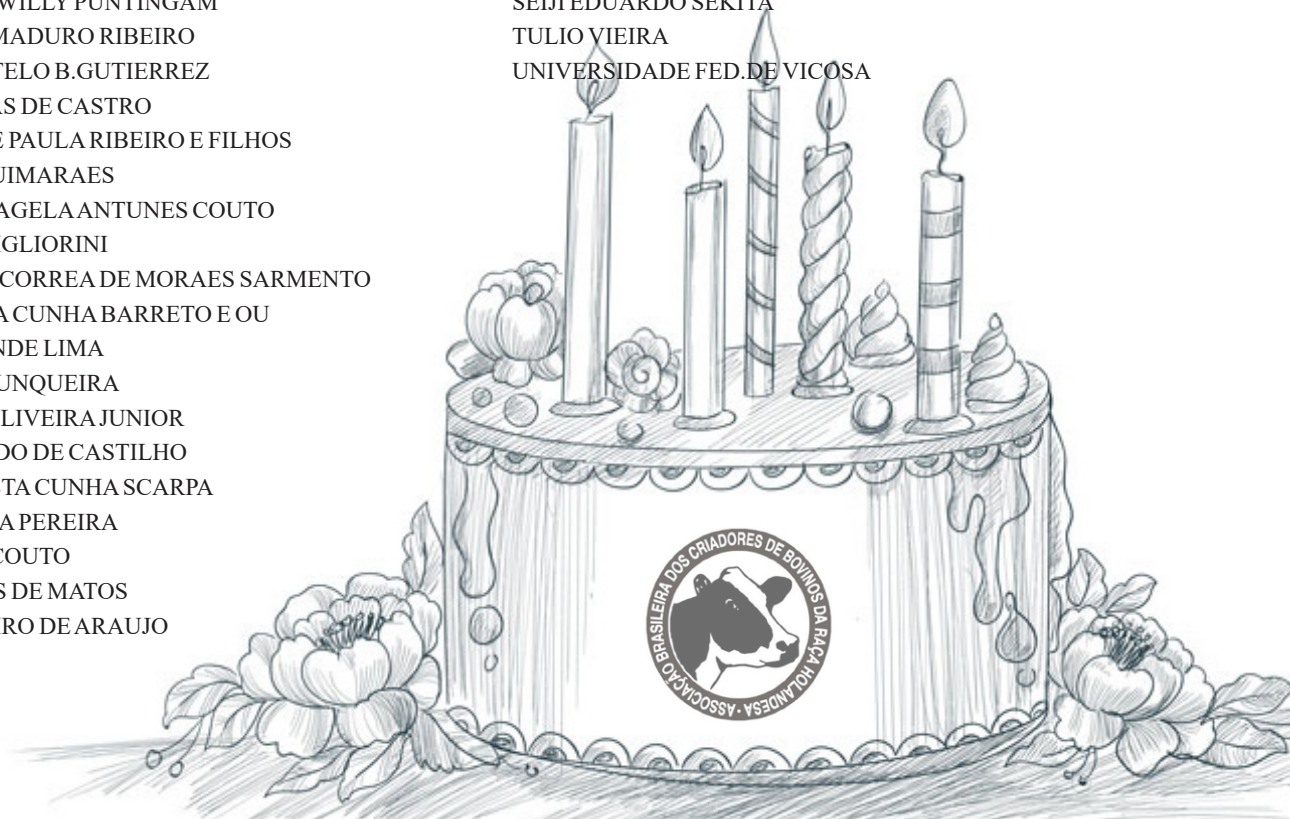 WILLY PUNTINGAM
MADURO RIBEIRO
TELO B.GUTIERREZ
AS DE CASTRO
E PAULA RIBEIRO E FILHOS
UIMARAES
AGELA ANTUNES COUTO
GLIORINI
CORREA DE MORAES SARMENTO
A CUNHA BARRETO E OU
NDE LIMA
UNQUEIRA
LIVEIRA JUNIOR
DO DE CASTILHO
TA CUNHA SCARPA
A PEREIRA
COUTO
S DE MATOS
RO DE ARAUJO
SEIJI EDUARDO SEKITA
TULIO VIEIRA
UNIVERSIDADE FED.DE VICOSA
ASSOCIAÇÃO BRASILEIRA DOS CRIADORES DE BOVINOS DA RAÇA HOLANDESA